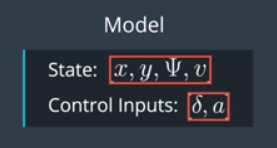 Model
State: x, y, Ψ, v
Control Inputs: δ, a